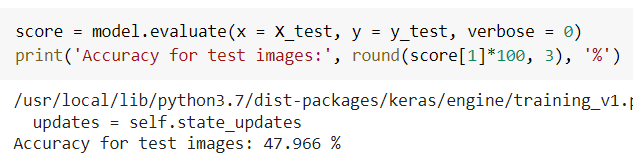 score = model.evaluate(x = X_test, y = y_test, verbose = 0)
print('Accuracy for test images:', round(score[1]*100, 3), '%')
/usr/local/lib/python3.7/dist-packages/keras/engine/training_v1.p
updates = self.state_updates
Accuracy for test images: 47.966 %